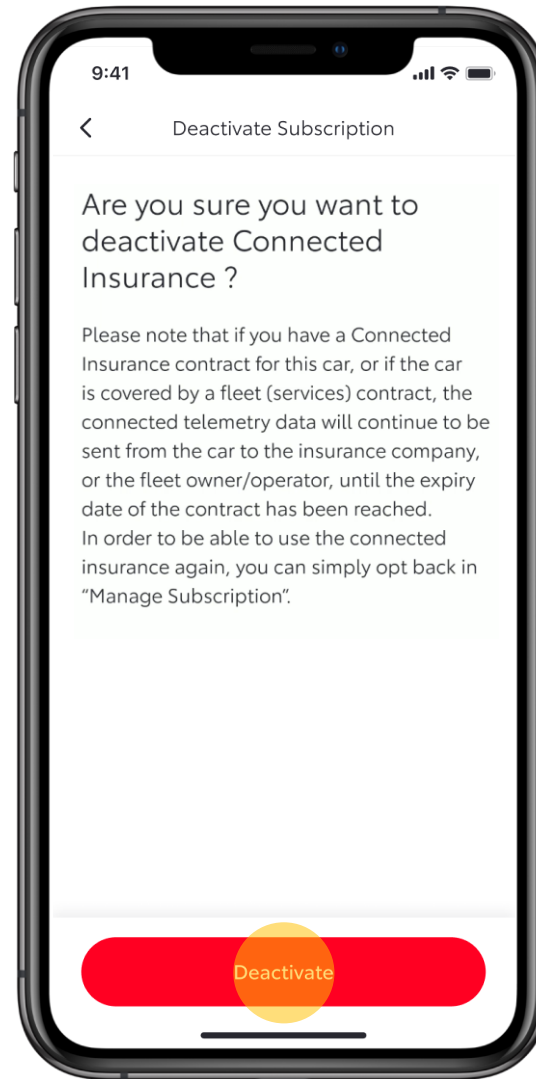 9:41
Deactivate Subscription
Are you sure you want to
deactivate Connected
Insurance ?
Please note that if you have a Connected
Insurance contract for this car, or if the car
is covered by a fleet (services) contract, the
connected telemetry data will continue to be
sent from the car to the insurance company,
or the fleet owner/operator, until the expiry
date of the contract has been reached.
In order to be able to use the connected
insurance again, you can simply opt back in
“Manage Subscription”.
Deactivate